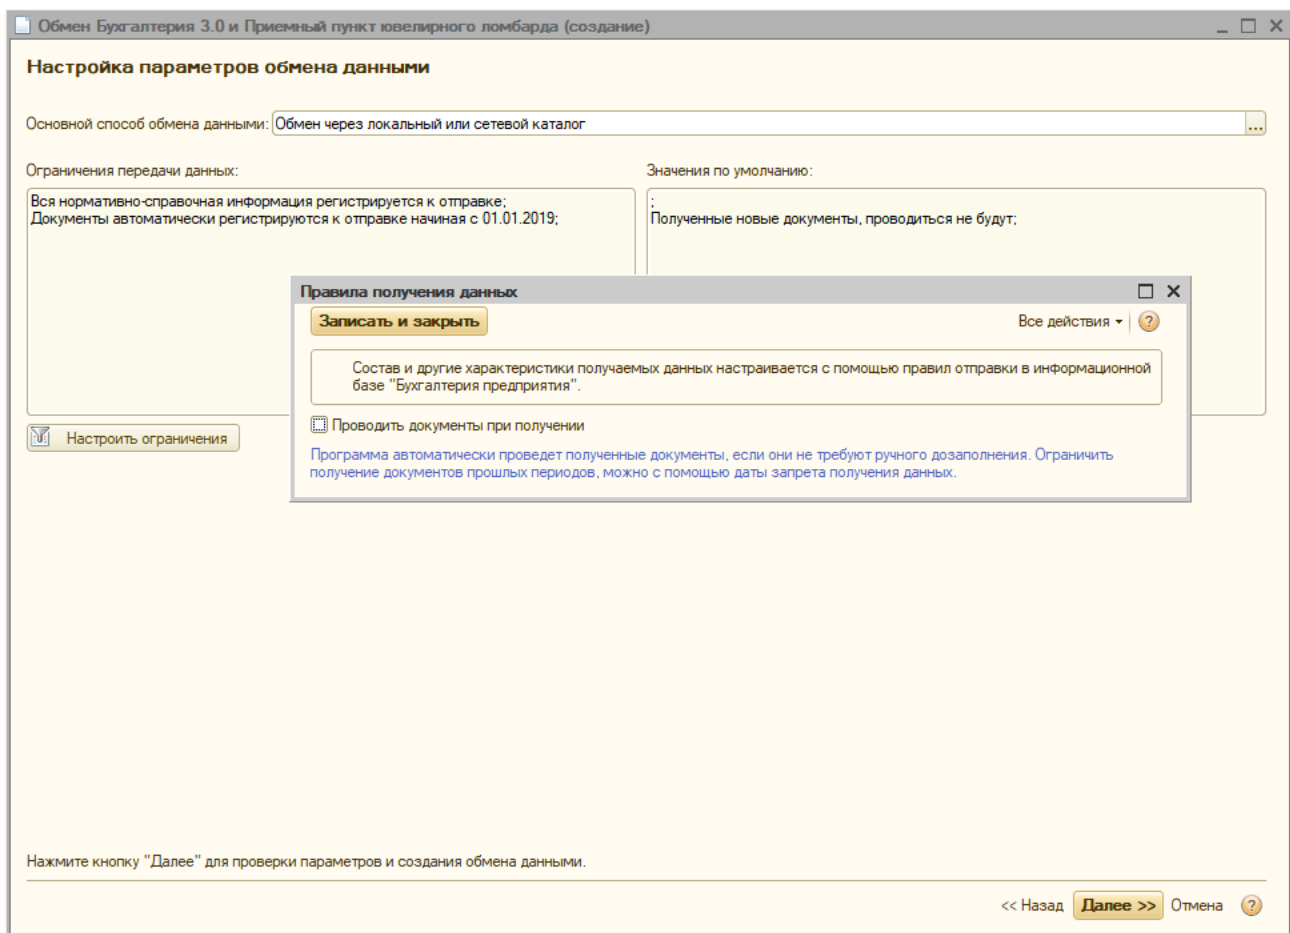 Обмен Бухгалтерия 3.0 и Приемный пункт ювелирного ломбарда (создание)
Настройка параметров обмена данными
Основной способ обмена данными: Обмен через локальный или сетевой каталог ...
Ограничения передачи данных:
Вся нормативно-справочная информация регистрируется к отправке;
Документы автоматически регистрируются к отправке начиная с 01.01.2019;
Значения по умолчанию:
;
Полученные новые документы, проводиться не будут;
Настроить ограничения
Правила получения данных
Записать и закрыть
Все действия
?
Состав и другие характеристики получаемых данных настраивается с помощью правил отправки в информационной
базе "Бухгалтерия предприятия".
Проводить документы при получении
Программа автоматически проведет полученные документы, если они не требуют ручного дозаполнения. Ограничить
получение документов прошлых периодов, можно с помощью даты запрета получения данных.
Нажмите кнопку "Далее" для проверки параметров и создания обмена данными.
<< Назад Далее >> Отмена ?